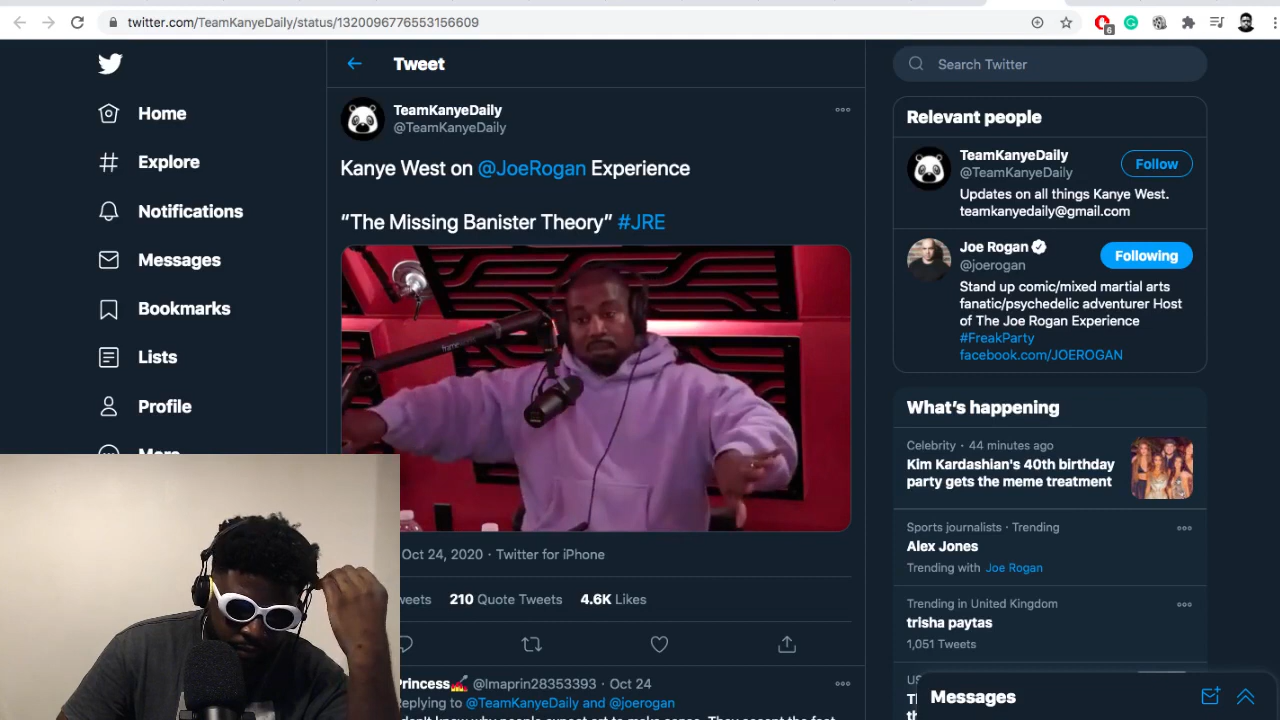 twitter.com/TeamKanyeDaily/status/1320096776553156609
6
Home
Explore
Notifications
Messages
Bookmarks
Lists
Profile
More
Tweet
TeamKanyeDaily
@TeamKanyeDaily
Kanye West on @JoeRogan Experience
“The Missing Banister Theory” #JRE
frame
Oct 24, 2020 · Twitter for iPhone
210 Quote Tweets 4.6K Likes
Princess @lmaprin28353393 · Oct 24
Replying to @TeamKanyeDaily and @joerogan
Search Twitter
Relevant people
TeamKanyeDaily
@TeamKanyeDaily
Follow
Updates on all things Kanye West.
teamkanyedaily@gmail.com
Joe Rogan
@joerogan
Following
Stand up comic/mixed martial arts
fanatic/psychedelic adventurer Host
of The Joe Rogan Experience
#FreakParty
facebook.com/JOEROGAN
What’s happening
Celebrity · 44 minutes ago
Kim Kardashian's 40th birthday
party gets the meme treatment
Sports journalists · Trending
Alex Jones
Trending with Joe Rogan
Trending in United Kingdom
trisha paytas
1,051 Tweets
Messages